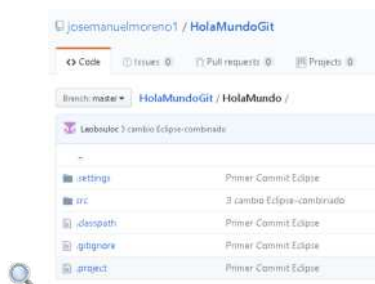 josemanuelmoreno1 / HolaMundoGit
Code Issues 0 Pull requests 0 Projects 0
Branch: master HolaMundoGit / HolaMundo /
Laobouloc 3 cambio Eclipse-combinado
..
.settings Primer Commit Eclipse
src 3 cambio Eclipse-combinado
.classpath Primer Commit Eclipse
.gitignore Primer Commit Eclipse
.project Primer Commit Eclipse